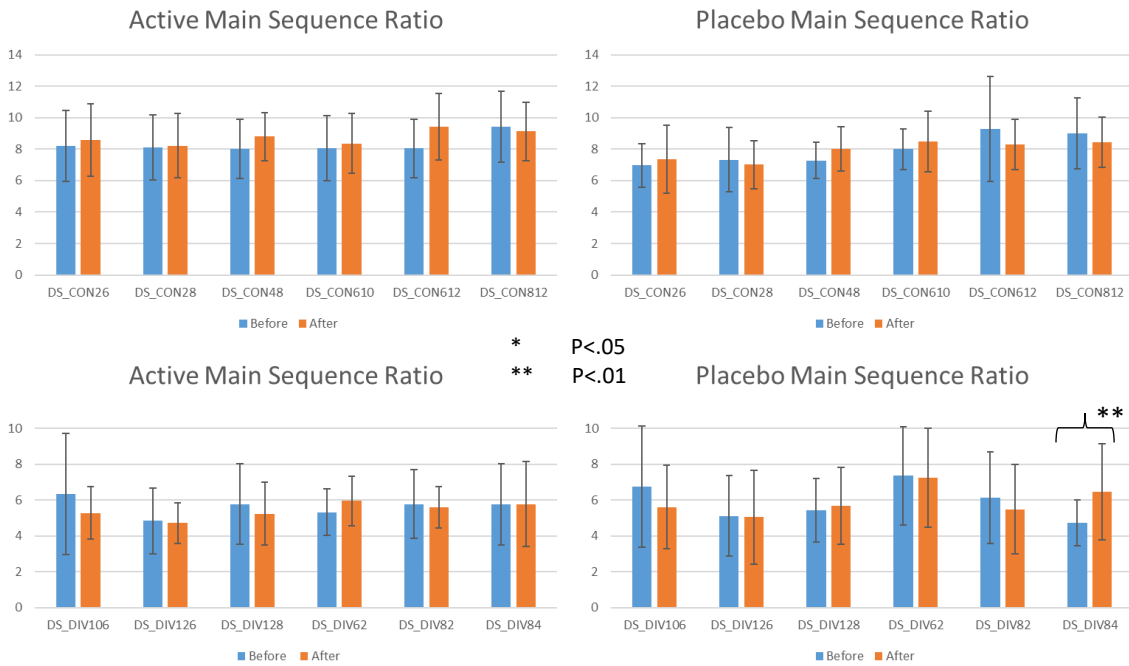 Active Main Sequence Ratio
14
12
10
8
6
4
2
0
DS_CON26 DS_CON28 DS_CON48 DS_CON610 DS_CON612 DS_CON812
Before After
Placebo Main Sequence Ratio
14
12
10
8
6
4
2
0
DS_CON26 DS_CON28 DS_CON48 DS_CON610 DS_CON612 DS_CON812
Before After
* P<.05
** P<.01
Active Main Sequence Ratio
10
8
6
4
2
0
DS_DIV106 DS_DIV126 DS_DIV128 DS_DIV62 DS_DIV82 DS_DIV84
Before After
Placebo Main Sequence Ratio
**
10
8
6
4
2
0
DS_DIV106 DS_DIV126 DS_DIV128 DS_DIV62 DS_DIV82 DS_DIV84
Before After